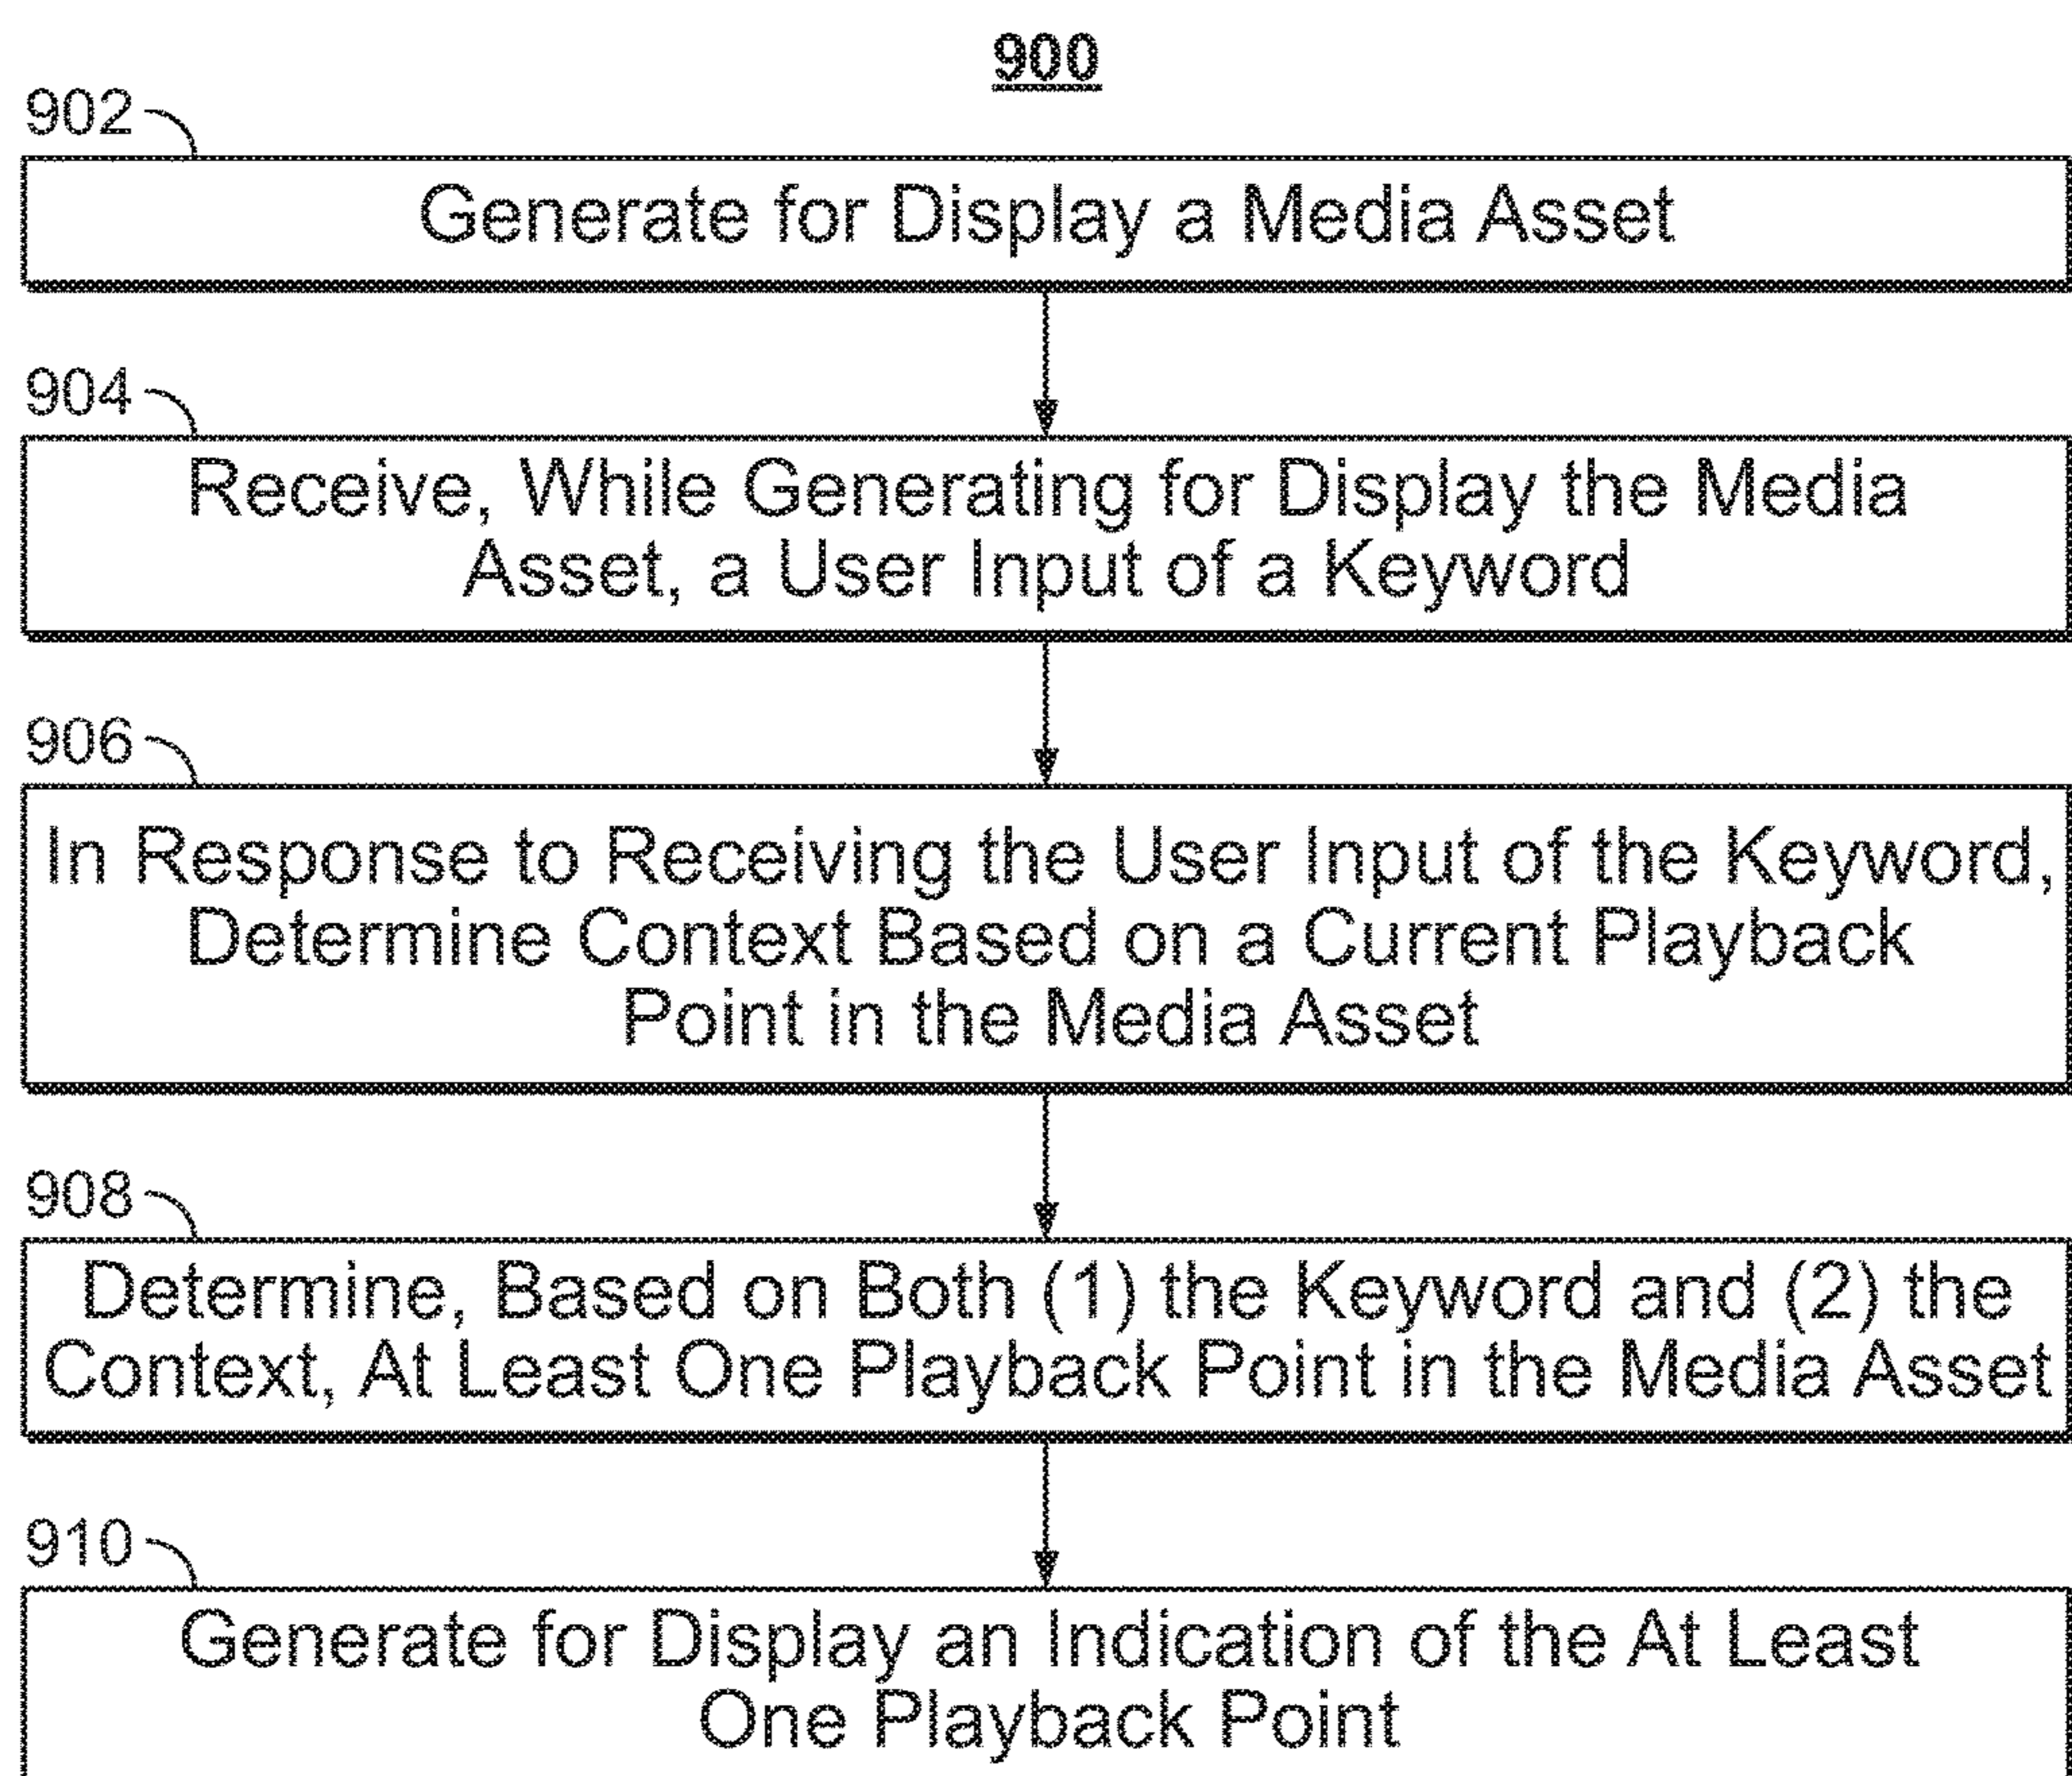 900
902
Generate for Display a Media Asset
904
Receive, While Generating for Display the Media
Asset, a User Input of a Keyword
906
In Response to Receiving the User Input of the Keyword,
Determine Context Based on a Current Playback
Point in the Media Asset
908
Determine, Based on Both (1) the Keyword and (2) the
Context, At Least One Playback Point in the Media Asset
910
Generate for Display an Indication of the At Least
One Playback Point